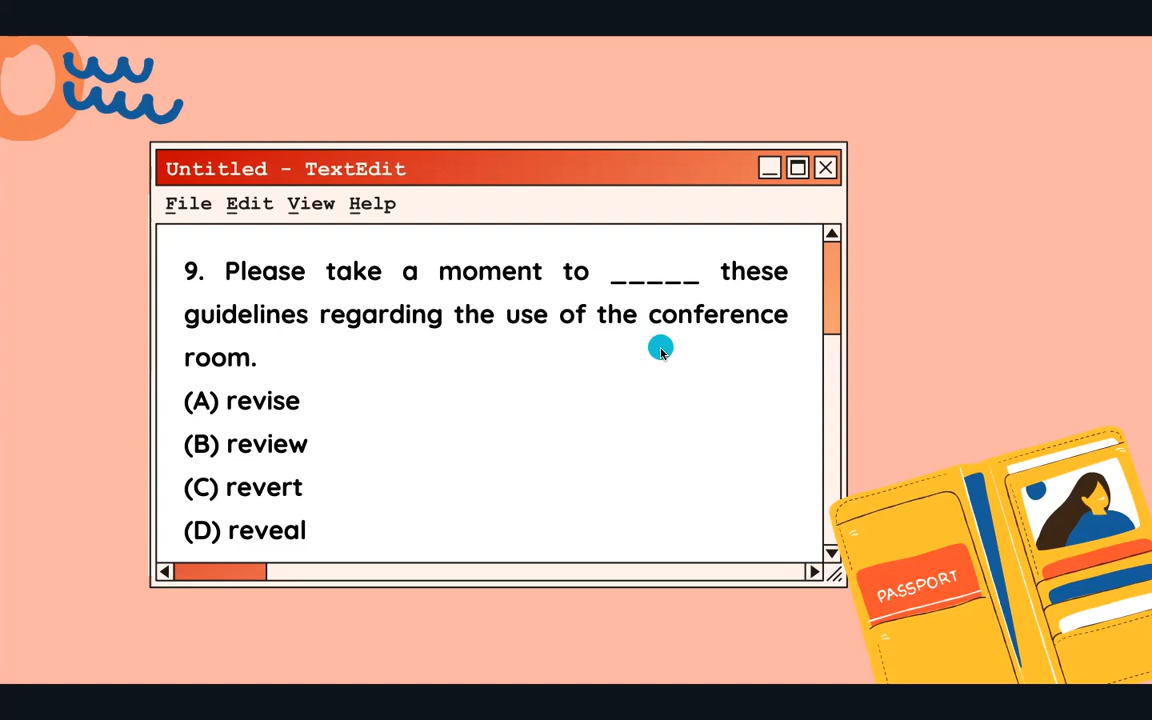 Untitled - TextEdit
File Edit View Help
9. Please take a moment to _____ these
guidelines regarding the use of the conference
room.
(A) revise
(B) review
(C) revert
(D) reveal
PASSPORT